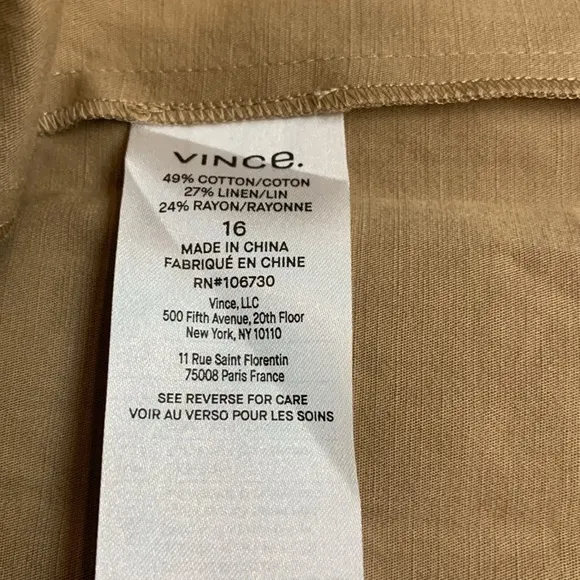 VINCe.
49% COTTON/COTON
27% LINEN/LIN
24% RAYON/RAYONNE
16
MADE IN CHINA
FABRIQUÉ EN CHINE
RN#106730
Vince, LLC
500 Fifth Avenue, 20th Floor
New York, NY 10110
11 Rue Saint Florentin
75008 Paris France
SEE REVERSE FOR CARE
VOIR AU VERSO POUR LES SOINS